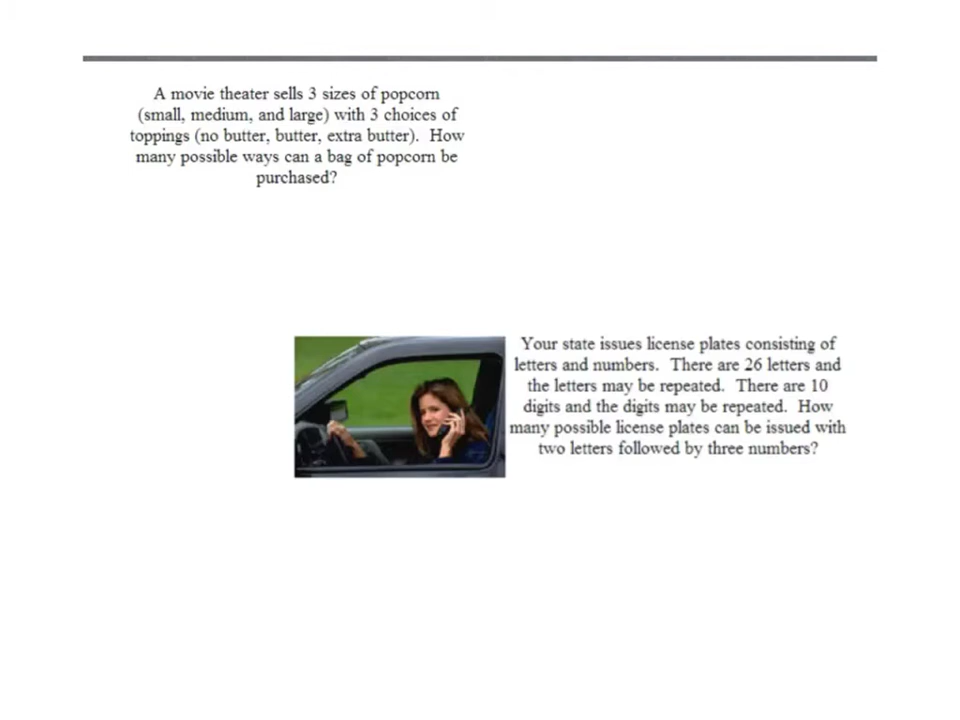 A movie theater sells 3 sizes of popcorn
(small, medium, and large) with 3 choices of
toppings (no butter, butter, extra butter).  How
many possible ways can a bag of popcorn be
purchased?
Your state issues license plates consisting of
letters and numbers.  There are 26 letters and
the letters may be repeated.  There are 10
digits and the digits may be repeated.  How
many possible license plates can be issued with
two letters followed by three numbers?